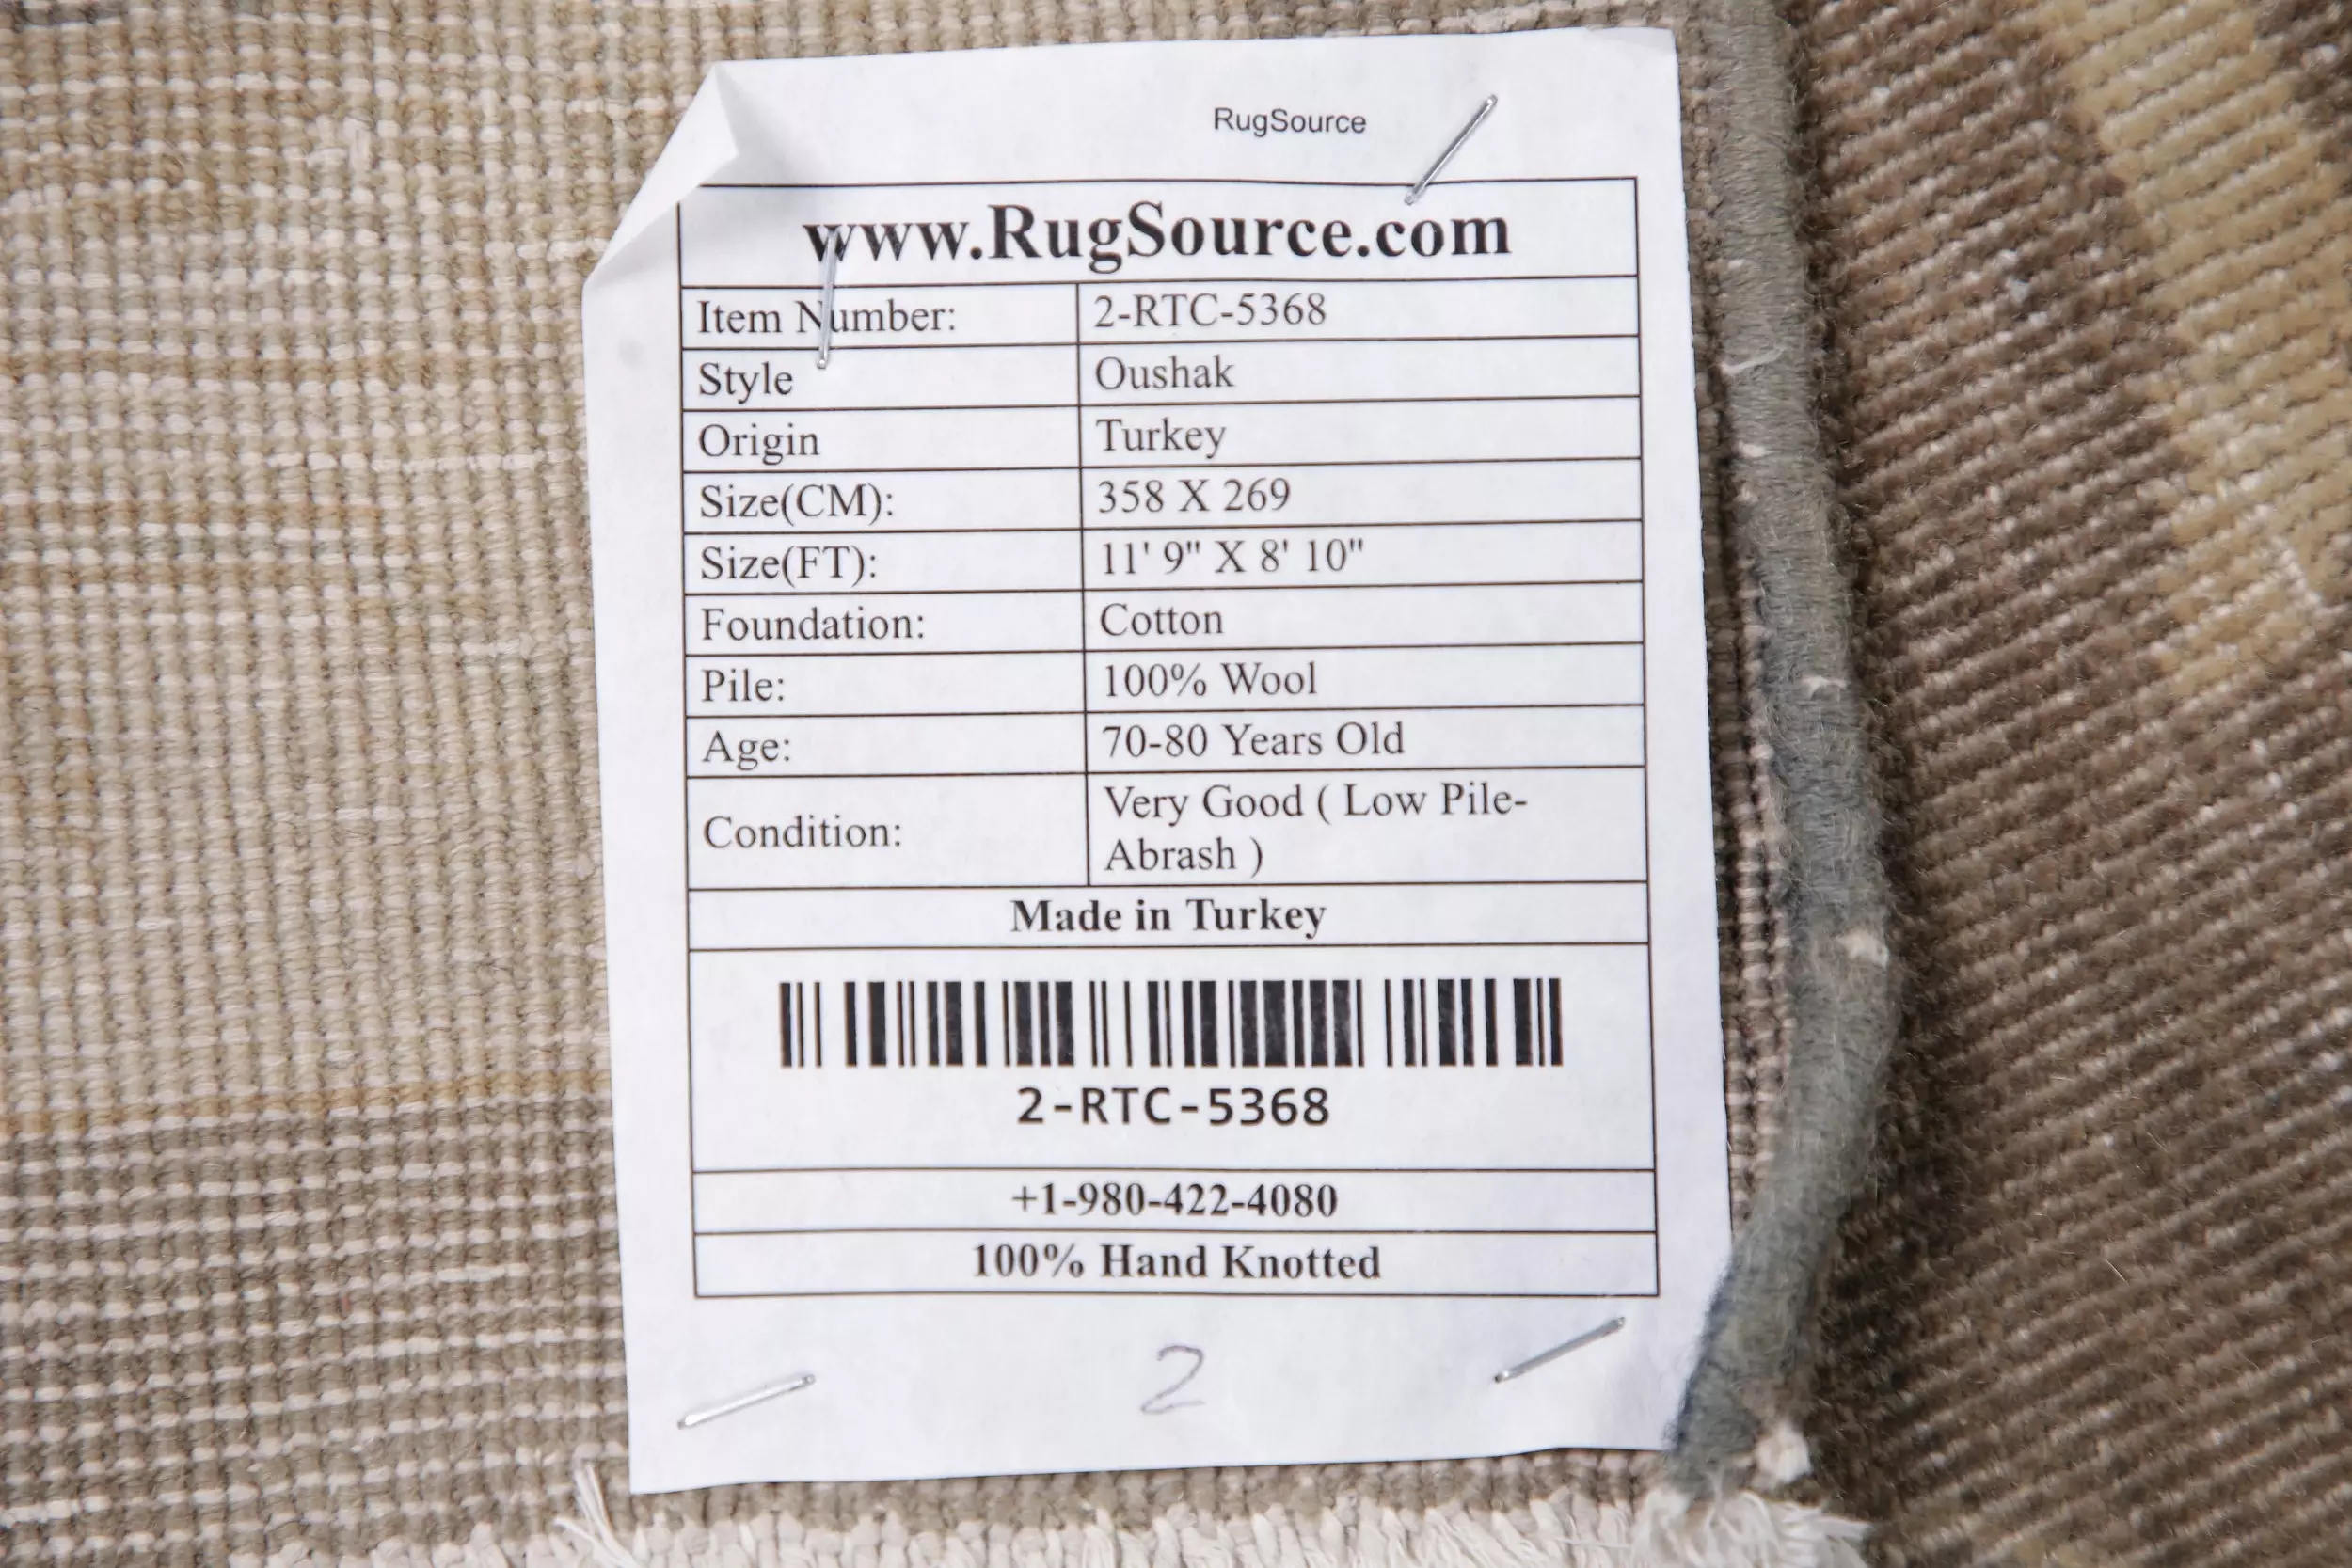 RugSource
www.RugSource.com
Item Number: 2-RTC-5368
Style Oushak
Origin Turkey
Size(CM): 358 X 269
Size(FT): 11' 9" X 8' 10"
Foundation: Cotton
Pile: 100% Wool
Age: 70-80 Years Old
Condition: Very Good ( Low Pile-
Abrash )
Made in Turkey
2-RTC-5368
+1-980-422-4080
100% Hand Knotted
2